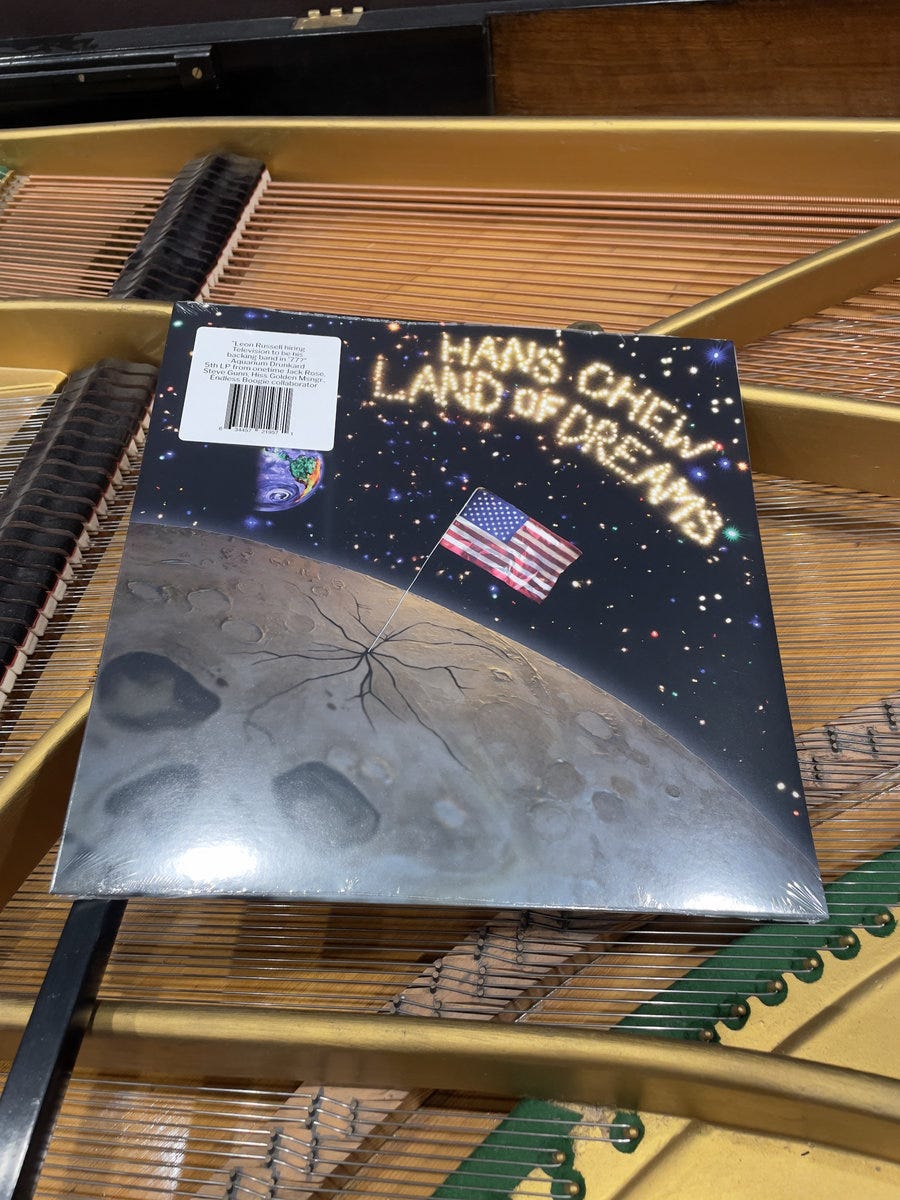 "Leon Russell hiring
Television to be his
backing band in '77?"
-Aquarium Drunkard
5th LP from onetime Jack Rose,
Steve Gunn, Hiss Golden Msngr,
Endless Boogie collaborator
HANS CHEW
LAND OF DREAMS